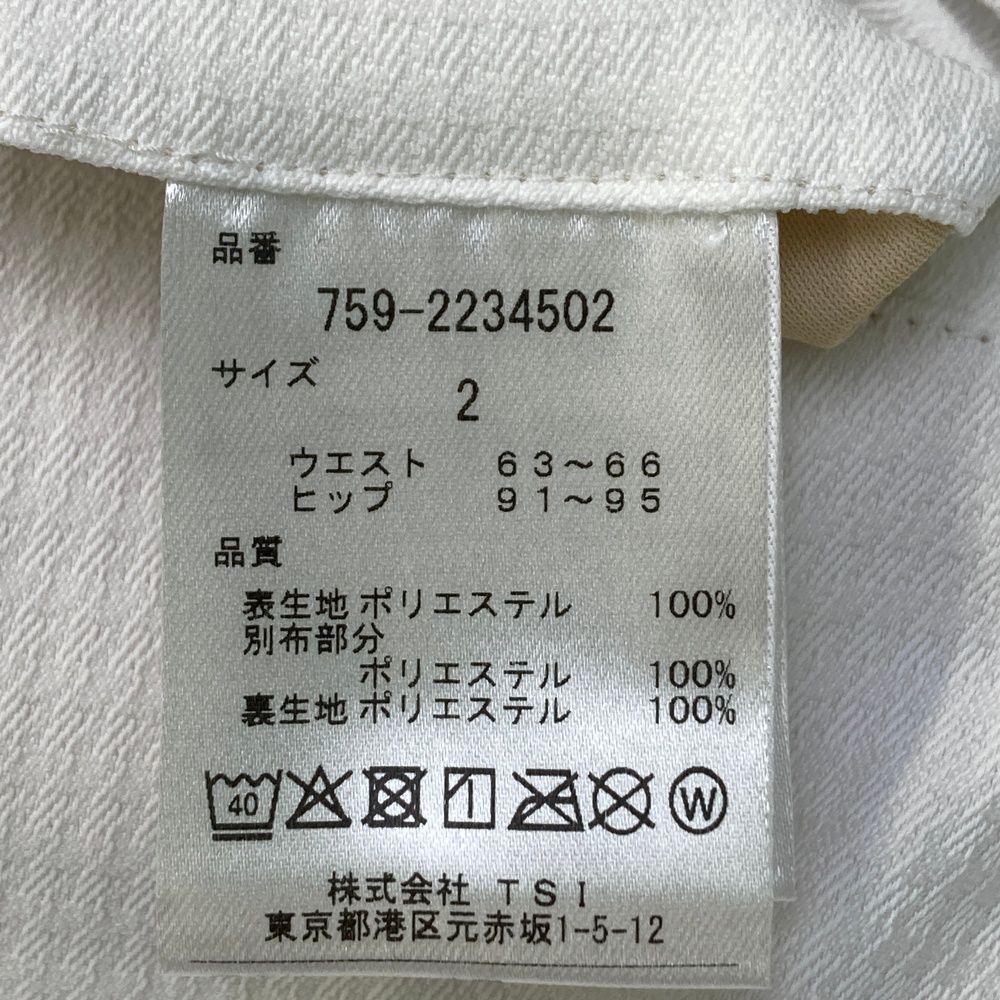 品番
759-2234502
サイズ
2
ウエスト 63～66
ヒップ 91～95
品質
表生地 ポリエステル 100%
別布部分
ポリエステル 100%
裏生地 ポリエステル 100%
40 W
株式会社 TSI
東京都港区元赤坂1-5-12